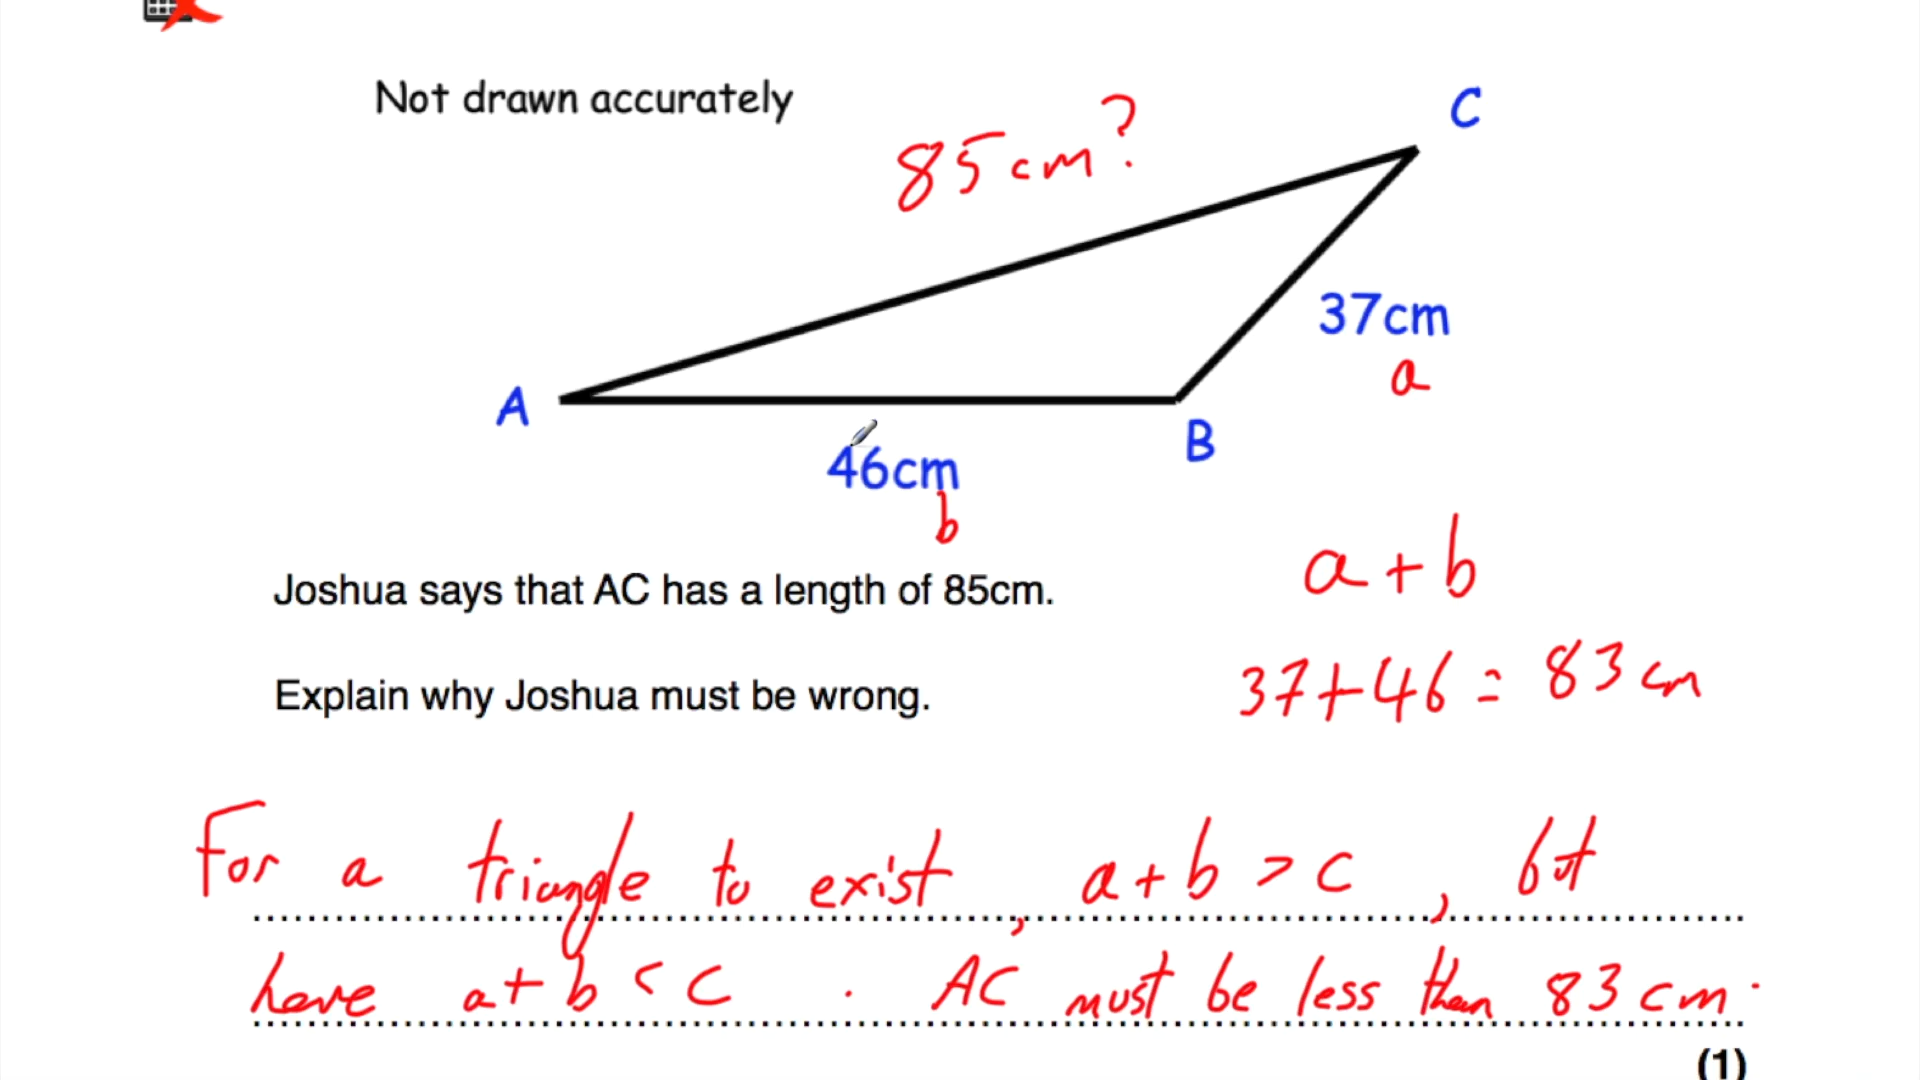 Not drawn accurately
85cm?
C
37cm
a
A
B
46cm
b
a+b
Joshua says that AC has a length of 85cm.
37+46 = 83cm
Explain why Joshua must be wrong.
For a triangle to exist, a+b > c, but
here a+b < c . AC must be less than 83cm.
(1)